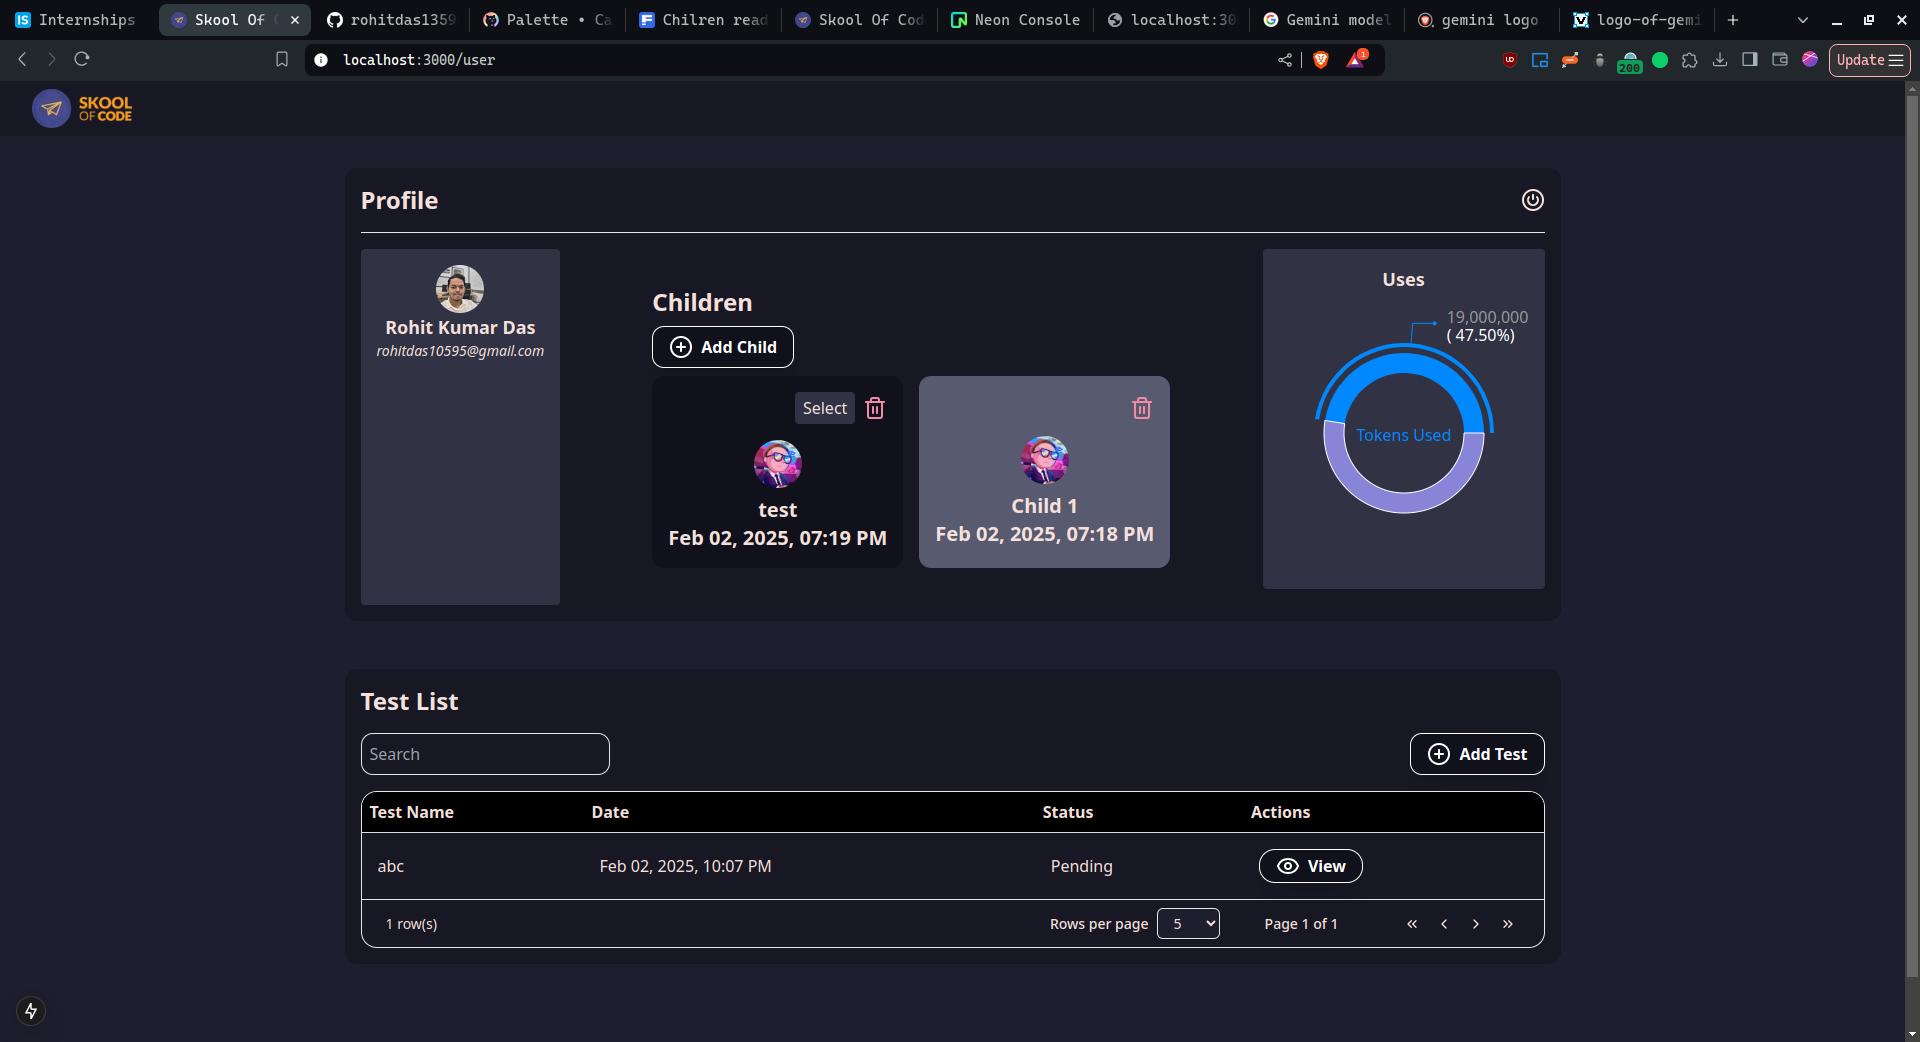 Internships
Skool Of
rohitdas1359
Palette • Ca
Chilren read
Skool Of Cod
Neon Console
localhost:30
Gemini model
gemini logo
logo-of-gemi
localhost:3000/user
1
200
Update
SKOOL
OF CODE
Profile
Rohit Kumar Das
rohitdas10595@gmail.com
Children
Add Child
Select
test
Feb 02, 2025, 07:19 PM
Child 1
Feb 02, 2025, 07:18 PM
Uses
19,000,000
( 47.50%)
Tokens Used
Test List
Search
Add Test
Test Name Date Status Actions
abc Feb 02, 2025, 10:07 PM Pending View
1 row(s) Rows per page 5 Page 1 of 1